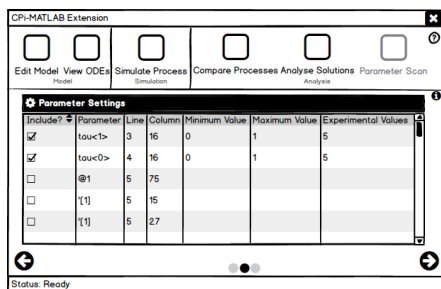 CPi-MATLAB Extension
Edit Model View ODEs Simulate Process Compare Processes Analyse Solutions Parameter Scan
Model Simulation Analysis
Parameter Settings
Include? Parameter Line Column Minimum Value Maximum Value Experimental Values
tau<1> 3 16 0 1 5
tau<0> 4 16 0 1 5
@1 5 75
'[1] 5 15
'[1] 5 27
Status: Ready